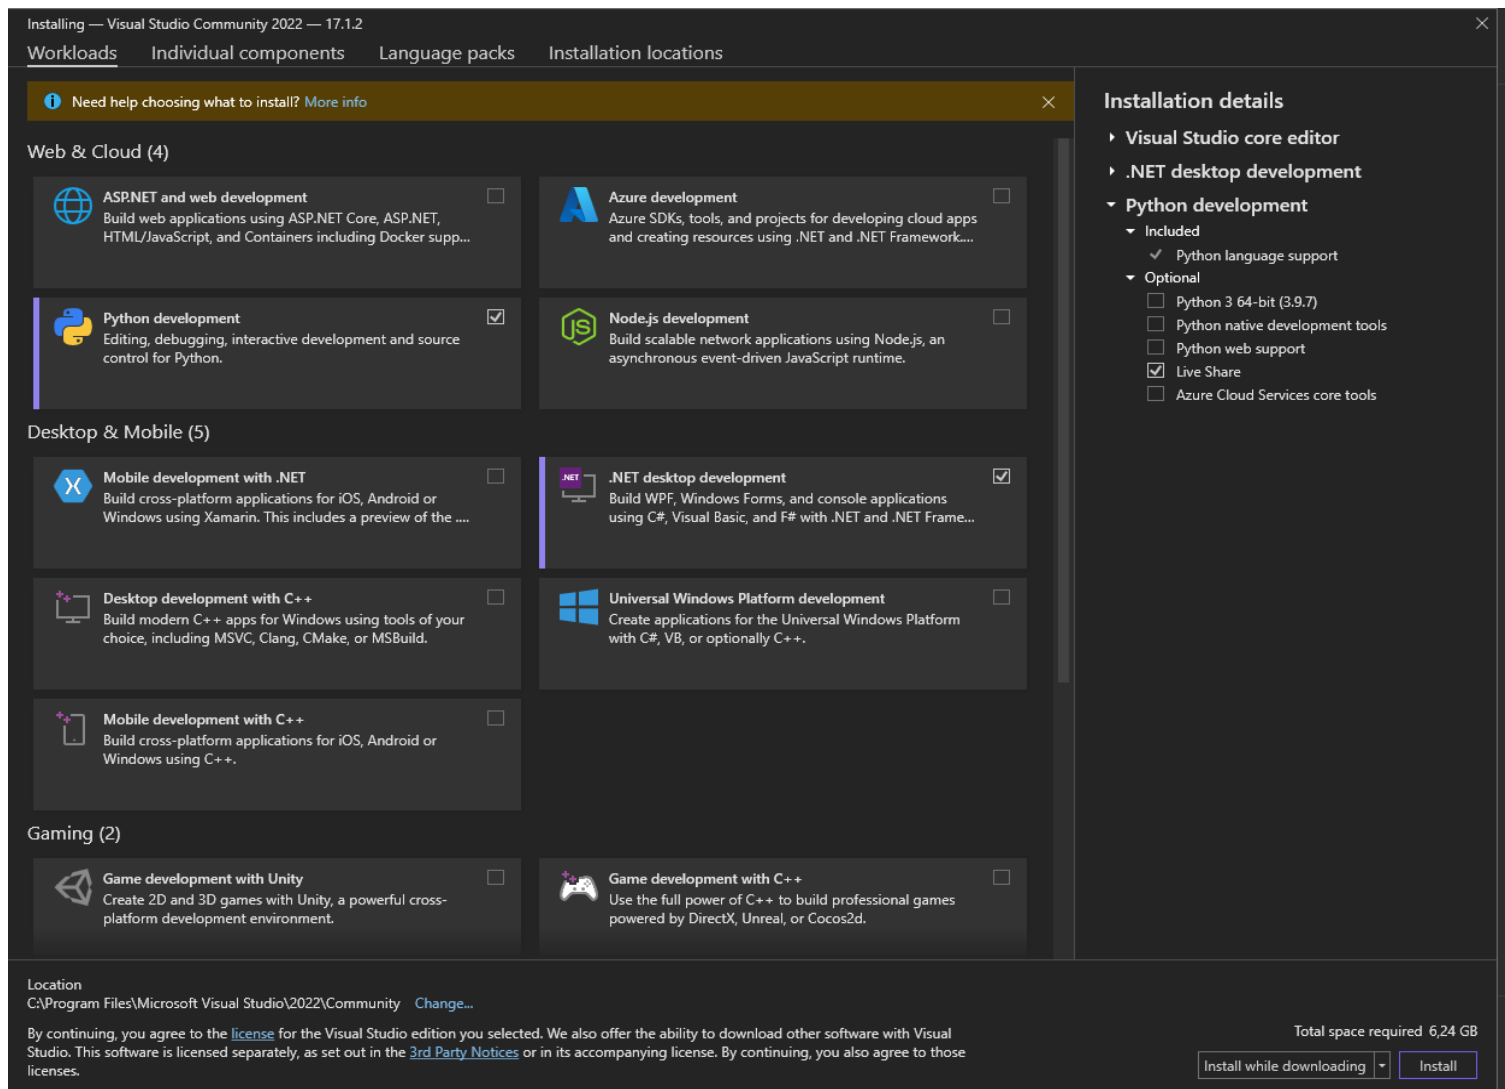 Installing — Visual Studio Community 2022 — 17.1.2
Workloads
Individual components
Language packs
Installation locations
Need help choosing what to install? More info
Web & Cloud (4)
ASP.NET and web development
Build web applications using ASP.NET Core, ASP.NET,
HTML/JavaScript, and Containers including Docker supp...
Azure development
Azure SDKs, tools, and projects for developing cloud apps
and creating resources using .NET and .NET Framework....
Python development
Editing, debugging, interactive development and source
control for Python.
Node.js development
Build scalable network applications using Node.js, an
asynchronous event-driven JavaScript runtime.
JS
Desktop & Mobile (5)
Mobile development with .NET
Build cross-platform applications for iOS, Android or
Windows using Xamarin. This includes a preview of the ....
.NET
.NET desktop development
Build WPF, Windows Forms, and console applications
using C#, Visual Basic, and F# with .NET and .NET Frame...
Desktop development with C++
Build modern C++ apps for Windows using tools of your
choice, including MSVC, Clang, CMake, or MSBuild.
Universal Windows Platform development
Create applications for the Universal Windows Platform
with C#, VB, or optionally C++.
Mobile development with C++
Build cross-platform applications for iOS, Android or
Windows using C++.
Gaming (2)
Game development with Unity
Create 2D and 3D games with Unity, a powerful cross-
platform development environment.
Game development with C++
Use the full power of C++ to build professional games
powered by DirectX, Unreal, or Cocos2d.
Installation details
Visual Studio core editor
.NET desktop development
Python development
Included
Python language support
Optional
Python 3 64-bit (3.9.7)
Python native development tools
Python web support
Live Share
Azure Cloud Services core tools
Location
C:\Program Files\Microsoft Visual Studio\2022\Community Change...
By continuing, you agree to the license for the Visual Studio edition you selected. We also offer the ability to download other software with Visual
Studio. This software is licensed separately, as set out in the 3rd Party Notices or in its accompanying license. By continuing, you also agree to those
licenses.
Total space required 6,24 GB
Install while downloading
Install